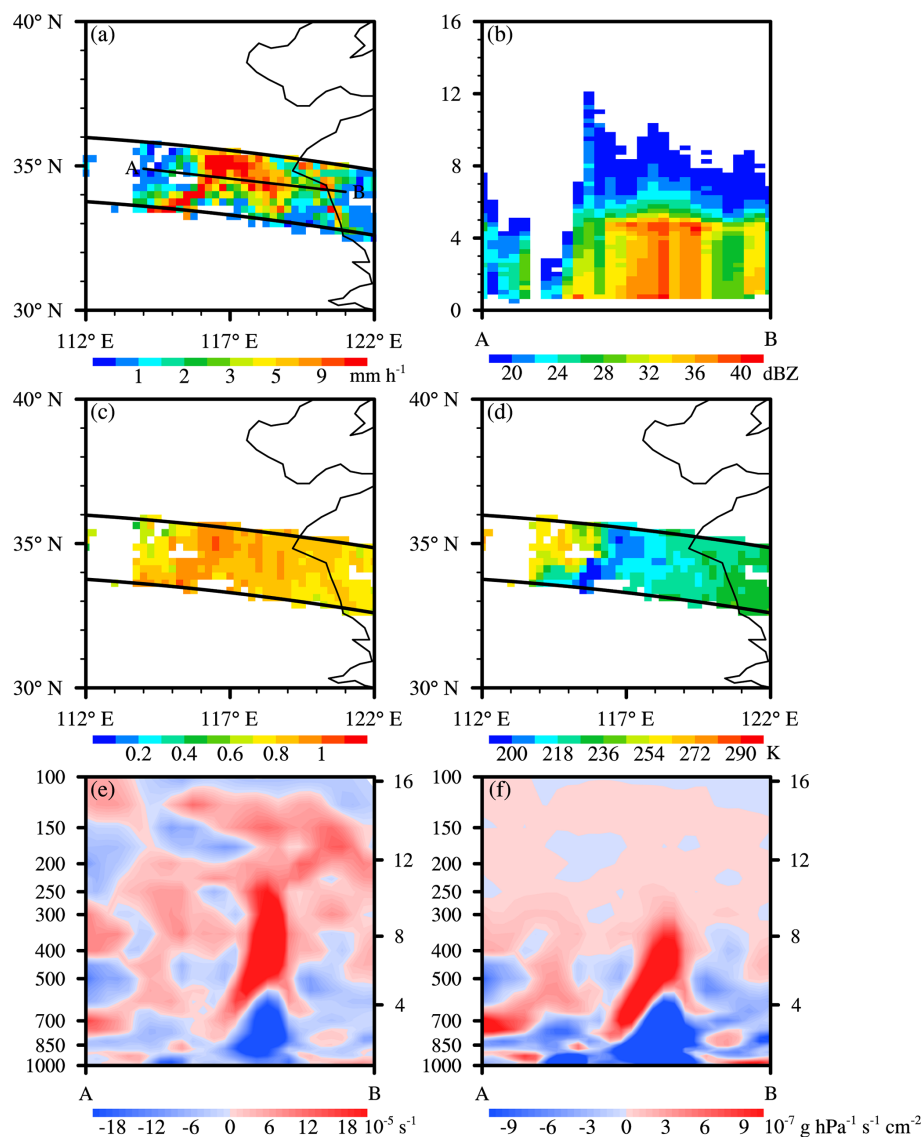 40° N
(a)
35° N
A
B
30° N
112° E 117° E 122° E
1 2 3 5 9 mm h⁻¹
16
(b)
12
8
4
0
A B
20 24 28 32 36 40 dBZ
40° N
(c)
35° N
30° N
112° E 117° E 122° E
0.2 0.4 0.6 0.8 1
40° N
(d)
35° N
30° N
112° E 117° E 122° E
200 218 236 254 272 290 K
100
(e)
16
150
200
12
250
300
8
400
500
4
700
850
1000
A B
-18 -12 -6 0 6 12 18 10⁻⁵ s⁻¹
100
(f)
16
150
200
12
250
300
8
400
500
4
700
850
1000
A B
-9 -6 -3 0 3 6 9 10⁻⁷ g hPa⁻¹ s⁻¹ cm⁻²